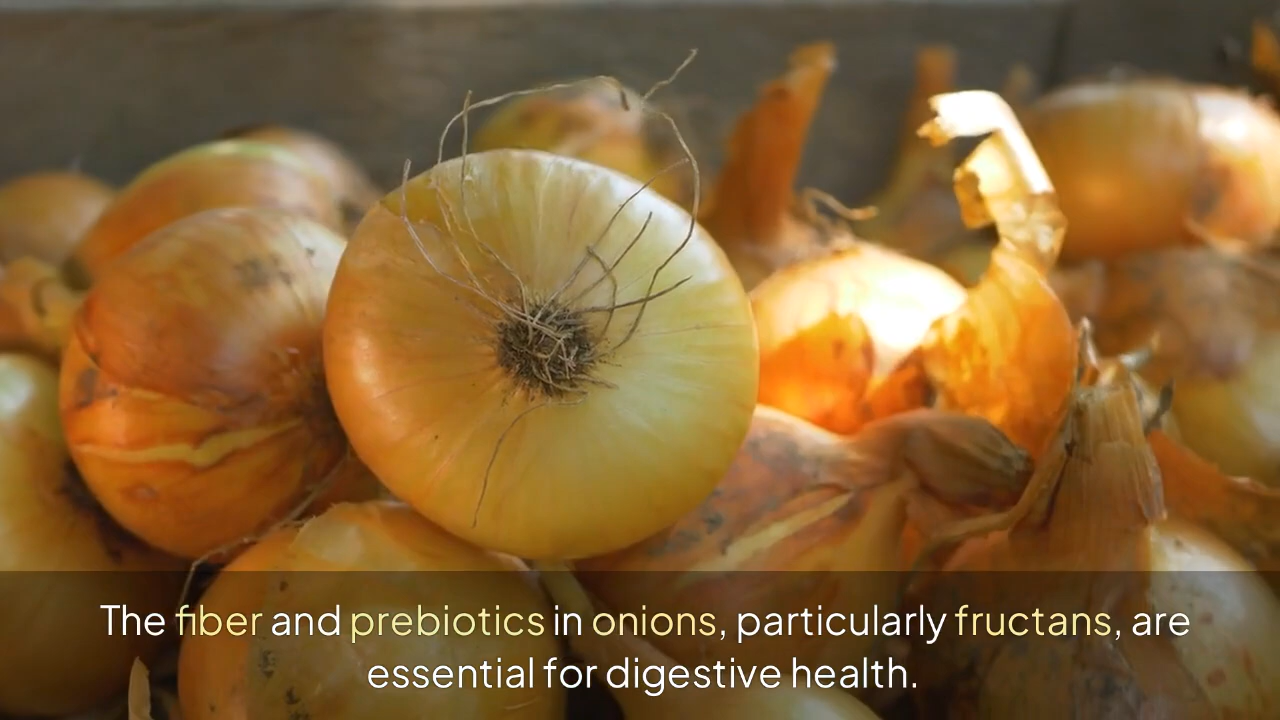 The fiber and prebiotics in onions, particularly fructans, are
essential for digestive health.